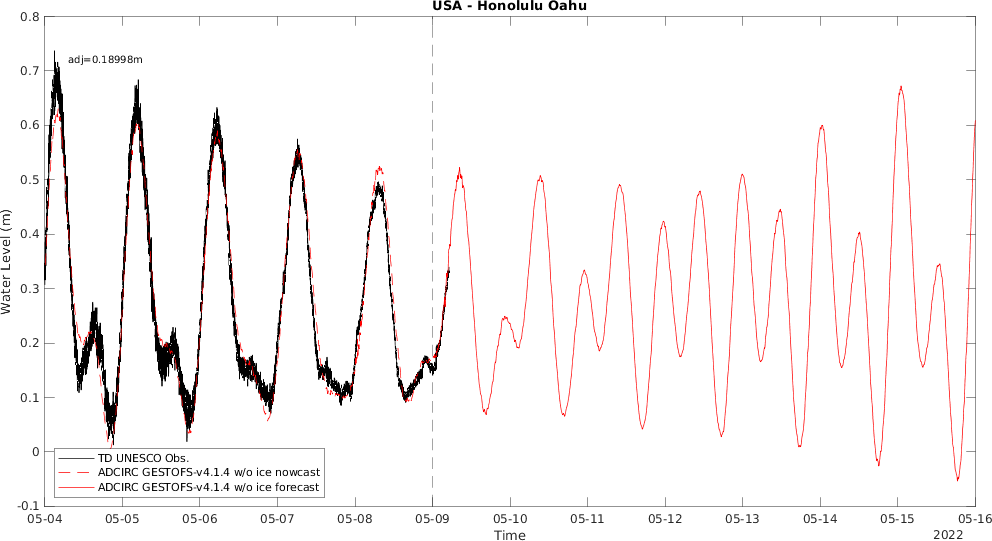 USA - Honolulu Oahu
adj=0.18998m
0.8
0.7
0.6
0.5
0.4
0.3
0.2
0.1
0
-0.1
Water Level (m)
TD UNESCO Obs.
ADCIRC GESTOFS-v4.1.4 w/o ice nowcast
ADCIRC GESTOFS-v4.1.4 w/o ice forecast
05-04 05-05 05-06 05-07 05-08 05-09 05-10 05-11 05-12 05-13 05-14 05-15 05-16
Time
2022